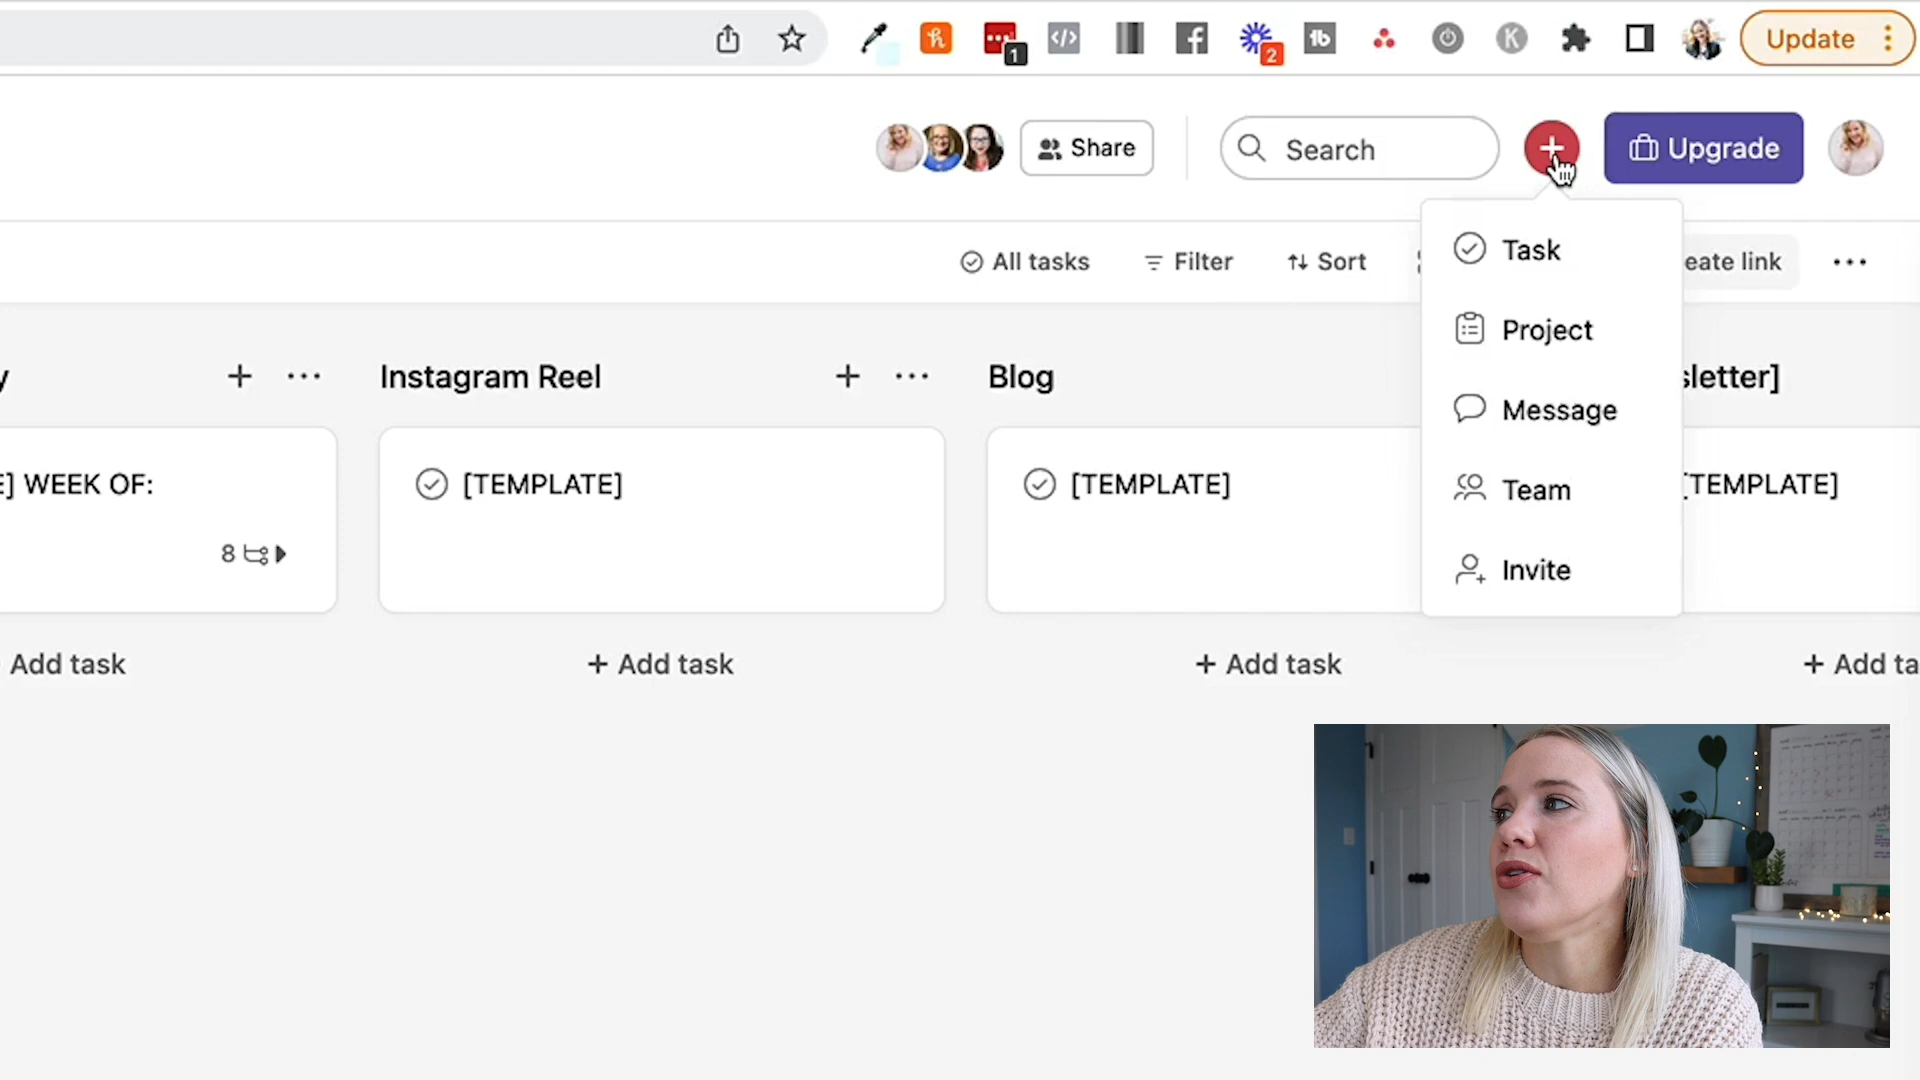 1
</>
2
tb
K
Update
Share
Search
Upgrade
All tasks
Filter
Sort
eate link
Task
Project
Message
Team
Invite
y
Instagram Reel
Blog
sletter]
] WEEK OF:
8
[TEMPLATE]
[TEMPLATE]
[TEMPLATE]
Add task
+ Add task
+ Add task
+ Add ta